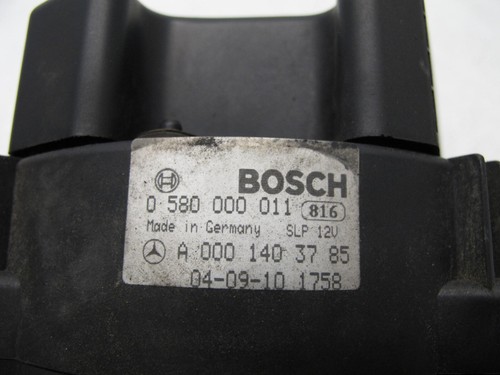 BOSCH
0 580 000 011 816
Made in Germany SLP 12V
A 000 140 37 85
04-09-10 1758